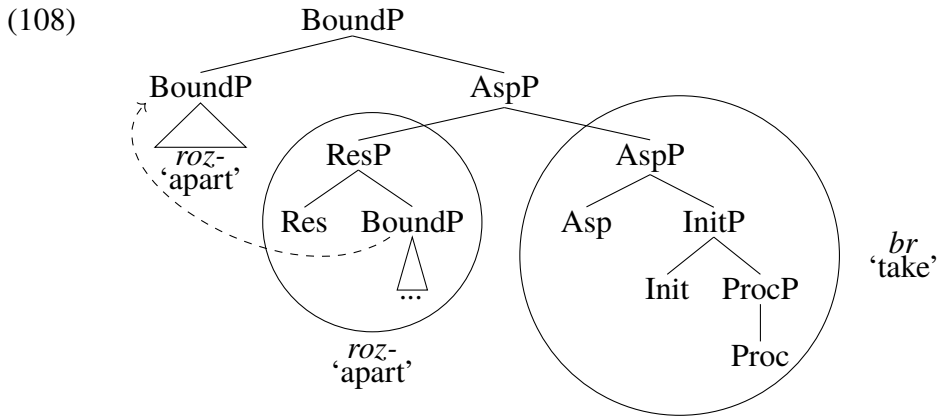 (108)
BoundP
BoundP AspP
roz-
‘apart’
ResP AspP
Res BoundP Asp InitP
...
br
‘take’
Init ProcP
roz-
‘apart’
Proc